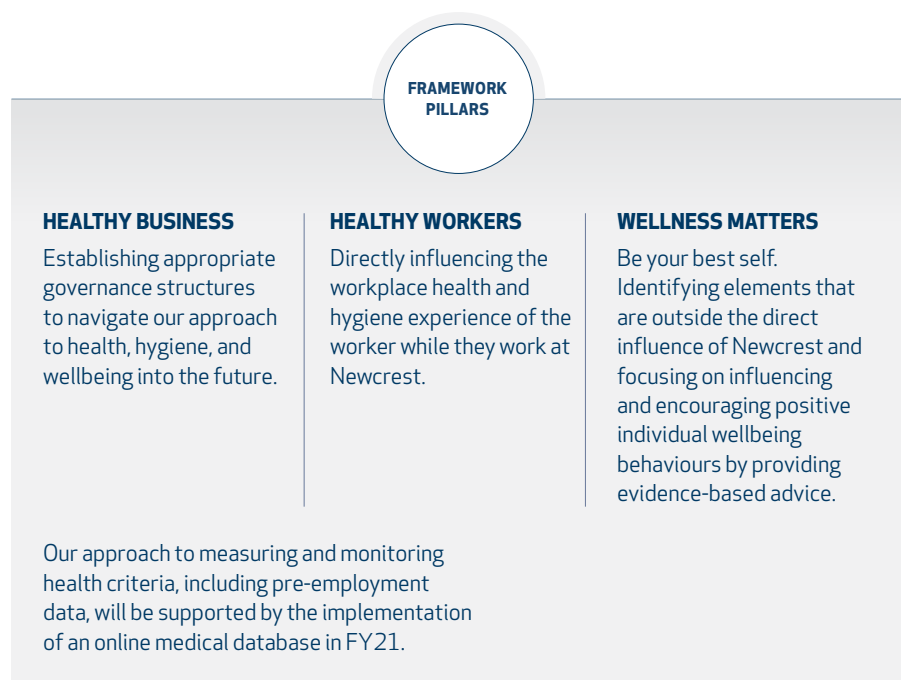 FRAMEWORK
PILLARS
HEALTHY BUSINESS
Establishing appropriate
governance structures
to navigate our approach
to health, hygiene, and
wellbeing into the future.
HEALTHY WORKERS
Directly influencing the
workplace health and
hygiene experience of the
worker while they work at
Newcrest.
WELLNESS MATTERS
Be your best self.
Identifying elements that
are outside the direct
influence of Newcrest and
focusing on influencing
and encouraging positive
individual wellbeing
behaviours by providing
evidence-based advice.
Our approach to measuring and monitoring
health criteria, including pre-employment
data, will be supported by the implementation
of an online medical database in FY21.